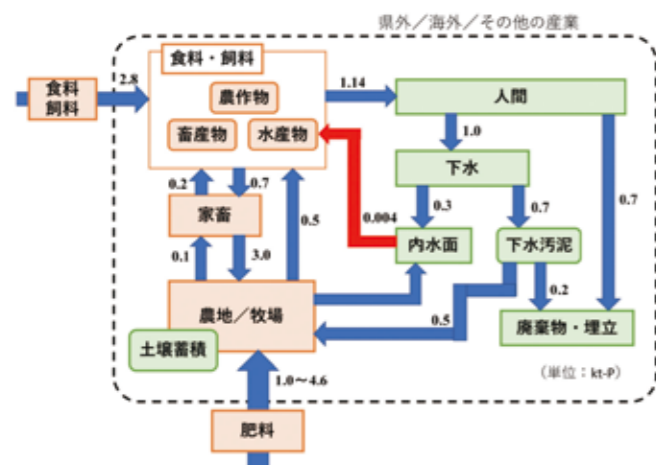 県外／海外／その他の産業
食料・飼料
食料
飼料
2.8
農作物
畜産物
水産物
1.14
人間
1.0
下水
0.2
0.7
0.5
0.004
0.3
0.7
0.7
家畜
内水面
下水汚泥
0.1
3.0
0.2
農地／牧場
0.5
廃棄物・埋立
土壌蓄積
1.0～4.6
（単位：kt-P）
肥料